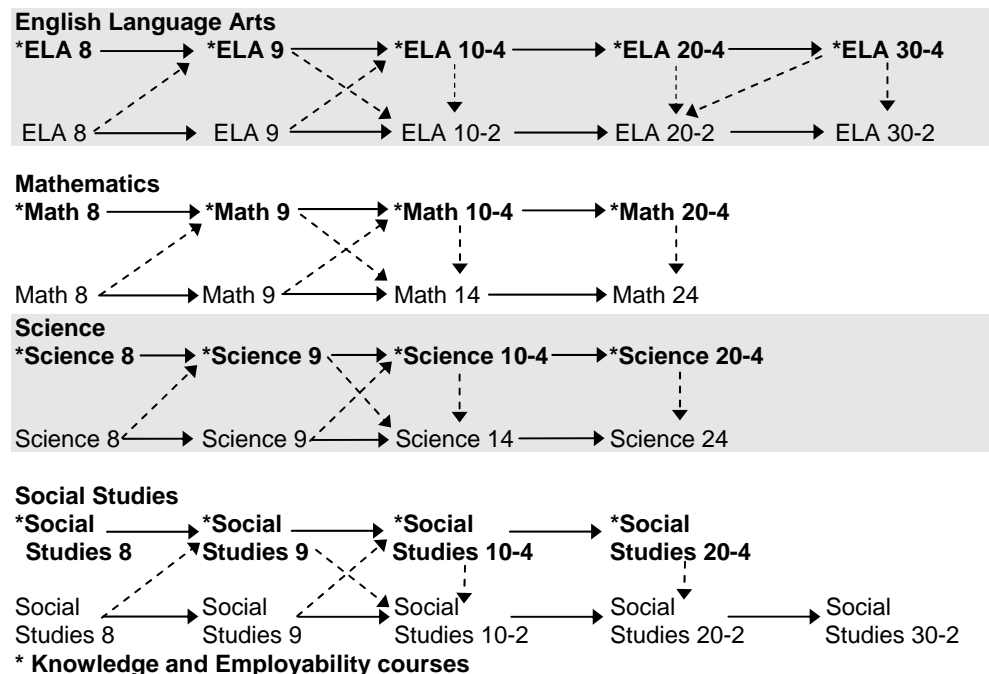 English Language Arts
*ELA 8 *ELA 9 *ELA 10-4 *ELA 20-4 *ELA 30-4
ELA 8 ELA 9 ELA 10-2 ELA 20-2 ELA 30-2
Mathematics
*Math 8 *Math 9 *Math 10-4 *Math 20-4
Math 8 Math 9 Math 14 Math 24
Science
*Science 8 *Science 9 *Science 10-4 *Science 20-4
Science 8 Science 9 Science 14 Science 24
Social Studies
*Social *Social *Social *Social
Studies 8 Studies 9 Studies 10-4 Studies 20-4
Social Social Social Social Social
Studies 8 Studies 9 Studies 10-2 Studies 20-2 Studies 30-2
* Knowledge and Employability courses